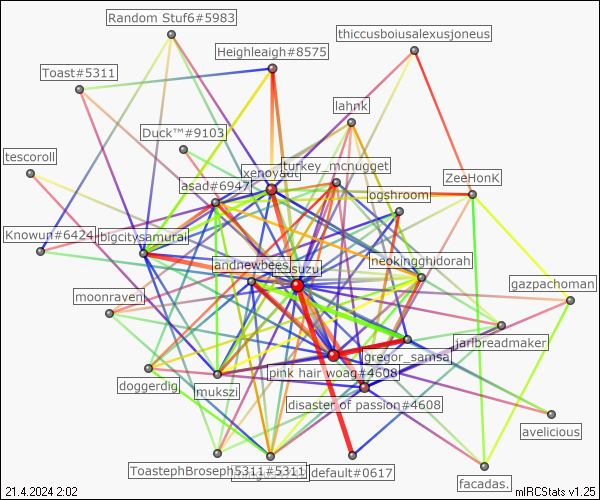 Random Stuf6#5983
thiccusboiusalexusjoneus
Heighleaigh#8575
Toast#5311
lahnk
Duck™#9103
tescoroll
turkey_mcnugget
xenoyaut
ZeeHonK
asad#6947
ogshroom
Knowun#6424
bigcitysamurai
neokingghidorah
andnewbees
suzu
gazpachoman
moonraven
jarlbreadmaker
gregor_samsa
pink hair woag#4608
doggerdig
mukszi
disaster of passion#4608
avelicious
ToastephBroseph5311#5311
default#0617
facadas.
21.4.2024 2:02
mIRCStats v1.25